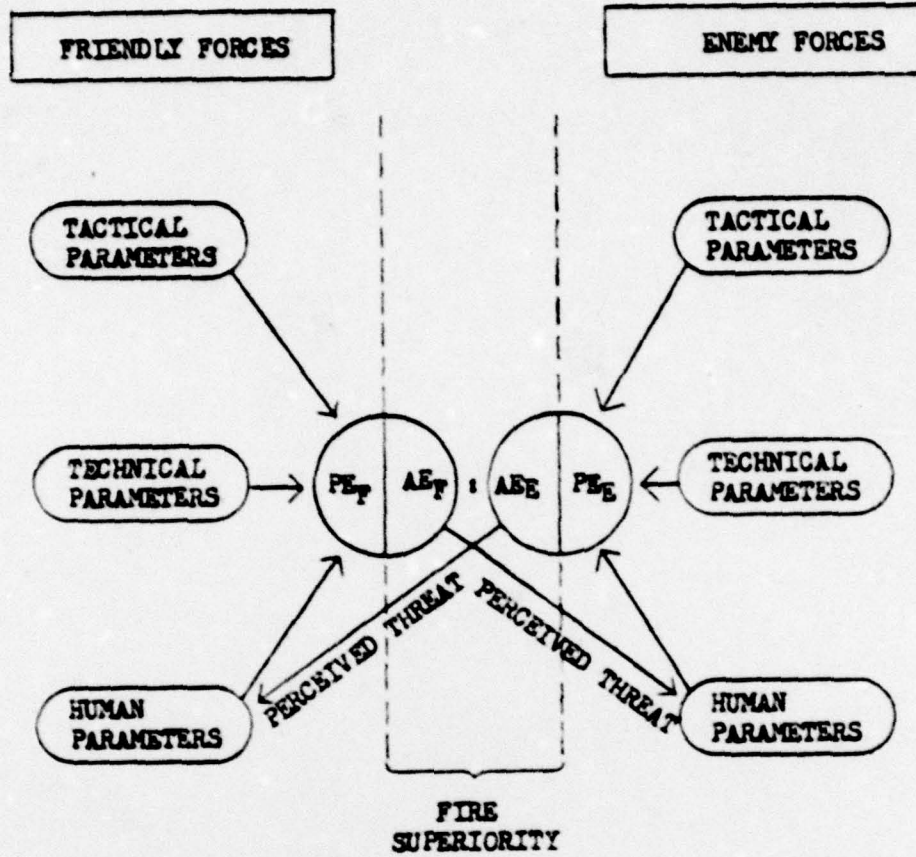 FRIENDLY FORCES
ENEMY FORCES
TACTICAL
PARAMETERS
TACTICAL
PARAMETERS
TECHNICAL
PARAMETERS
PE_F AE_F : AE_E PE_E
TECHNICAL
PARAMETERS
PERCEIVED THREAT
PERCEIVED THREAT
HUMAN
PARAMETERS
HUMAN
PARAMETERS
FIRE
SUPERIORITY